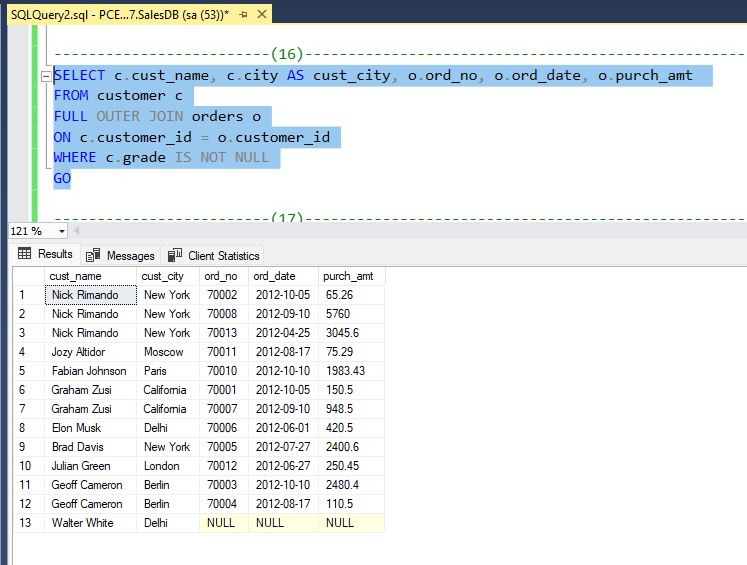 SQLQuery2.sql - PCE...7.SalesDB (sa (53))*
-------------------------(16)---------------------------------------------------
SELECT c.cust_name, c.city AS cust_city, o.ord_no, o.ord_date, o.purch_amt
FROM customer c
FULL OUTER JOIN orders o
ON c.customer_id = o.customer_id
WHERE c.grade IS NOT NULL
GO
-------------------------(17)---------------------------------------------------
121 %
Results Messages Client Statistics
cust_name cust_city ord_no ord_date purch_amt
1 Nick Rimando New York 70002 2012-10-05 65.26
2 Nick Rimando New York 70008 2012-09-10 5760
3 Nick Rimando New York 70013 2012-04-25 3045.6
4 Jozy Altidor Moscow 70011 2012-08-17 75.29
5 Fabian Johnson Paris 70010 2012-10-10 1983.43
6 Graham Zusi California 70001 2012-10-05 150.5
7 Graham Zusi California 70007 2012-09-10 948.5
8 Elon Musk Delhi 70006 2012-06-01 420.5
9 Brad Davis New York 70005 2012-07-27 2400.6
10 Julian Green London 70012 2012-06-27 250.45
11 Geoff Cameron Berlin 70003 2012-10-10 2480.4
12 Geoff Cameron Berlin 70004 2012-08-17 110.5
13 Walter White Delhi NULL NULL NULL